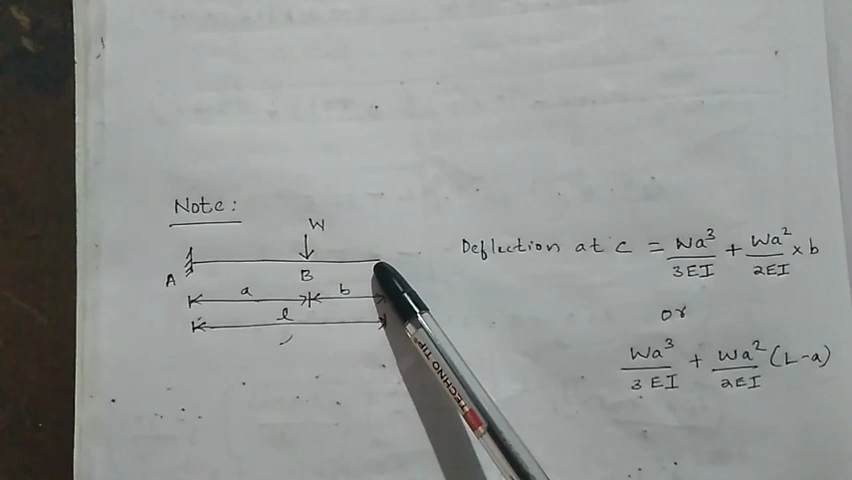 Note:
W
A
B
a
b
l
Deflection at C = Wa³/3EI + Wa²/2EI × b
or
Wa³/3EI + Wa²/2EI (L-a)
TECHNO TIP